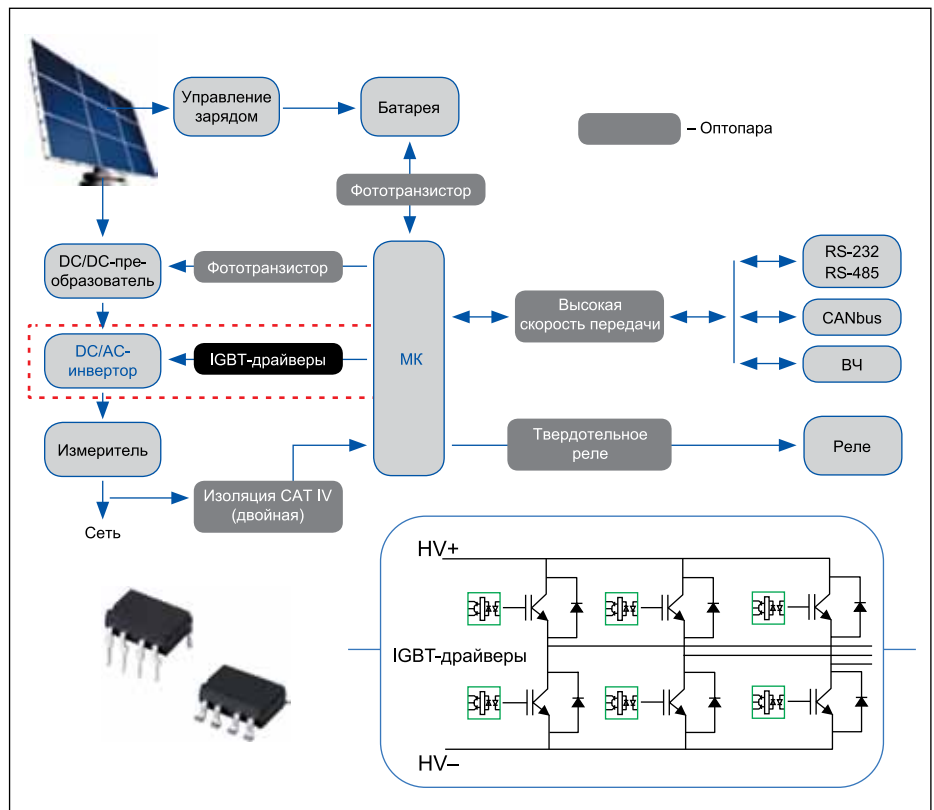 Управление
зарядом
Батарея
– Оптопара
Фототранзистор
DC/DC-пре-
образователь
Фототранзистор
МК
Высокая
скорость передачи
RS-232
RS-485
CANbus
ВЧ
DC/AC-
инвертор
IGBT-драйверы
Измеритель
Твердотельное
реле
Реле
Изоляция CAT IV
(двойная)
Сеть
HV+
IGBT-драйверы
HV–